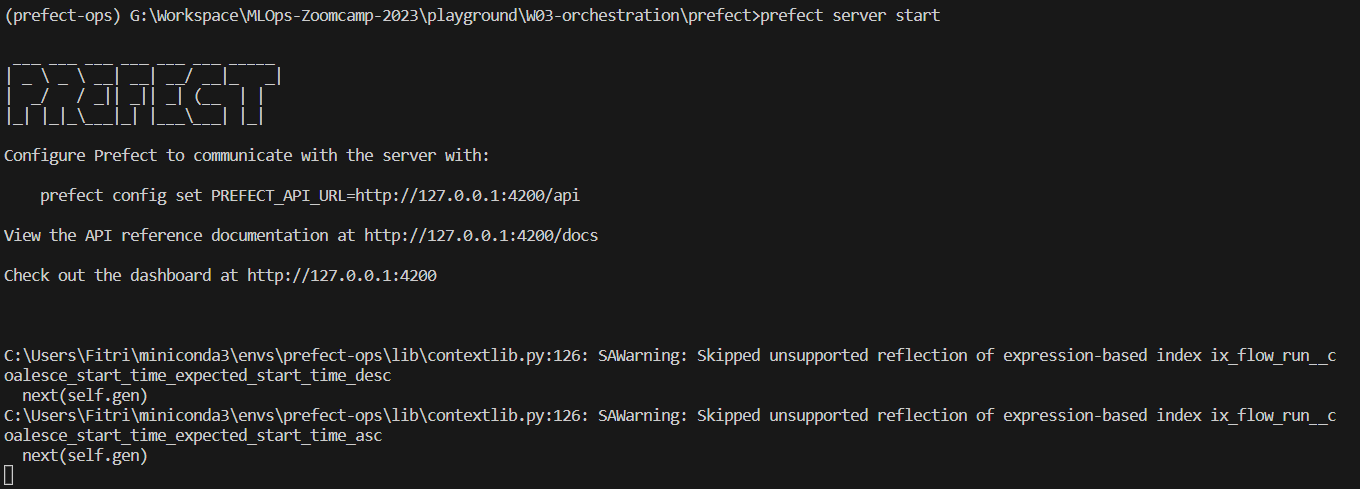 (prefect-ops) G:\Workspace\MLOps-Zoomcamp-2023\playground\W03-orchestration\prefect>prefect server start
 ___ ___ ___ ___ ___ ___ _____
| _ \ _ \ __| __| __/ __|_   _|
|  _/   / _|| _|| _| (__  | |
|_| |_|_\___|_| |___\___| |_|
Configure Prefect to communicate with the server with:
    prefect config set PREFECT_API_URL=http://127.0.0.1:4200/api
View the API reference documentation at http://127.0.0.1:4200/docs
Check out the dashboard at http://127.0.0.1:4200
C:\Users\Fitri\miniconda3\envs\prefect-ops\lib\contextlib.py:126: SAWarning: Skipped unsupported reflection of expression-based index ix_flow_run__c
oalesce_start_time_expected_start_time_desc
  next(self.gen)
C:\Users\Fitri\miniconda3\envs\prefect-ops\lib\contextlib.py:126: SAWarning: Skipped unsupported reflection of expression-based index ix_flow_run__c
oalesce_start_time_expected_start_time_asc
  next(self.gen)